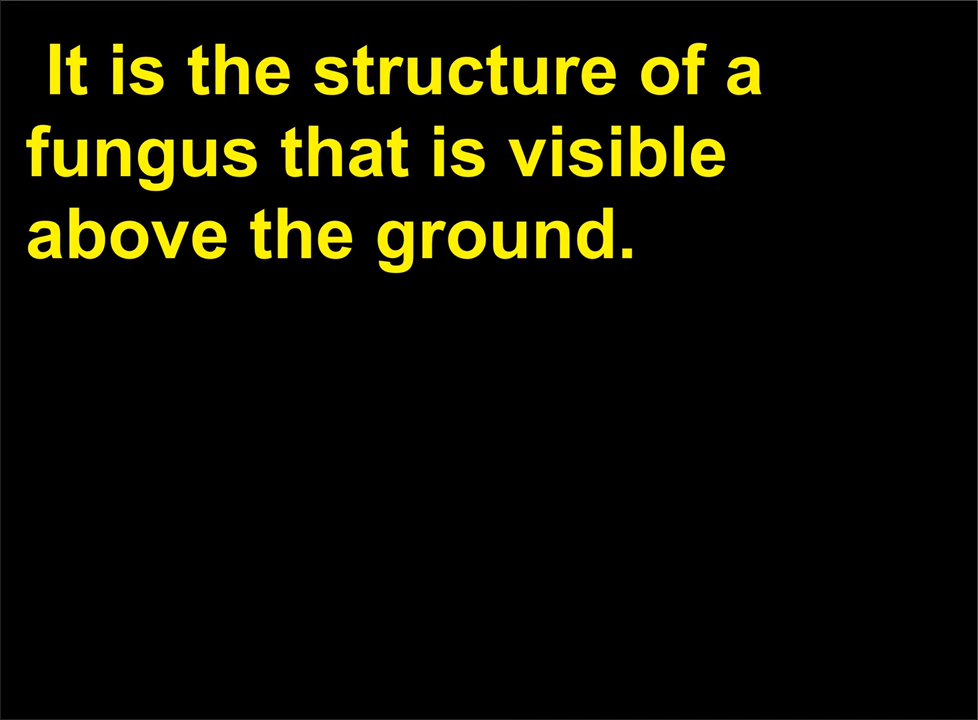 It is the structure of a
fungus that is visible
above the ground.